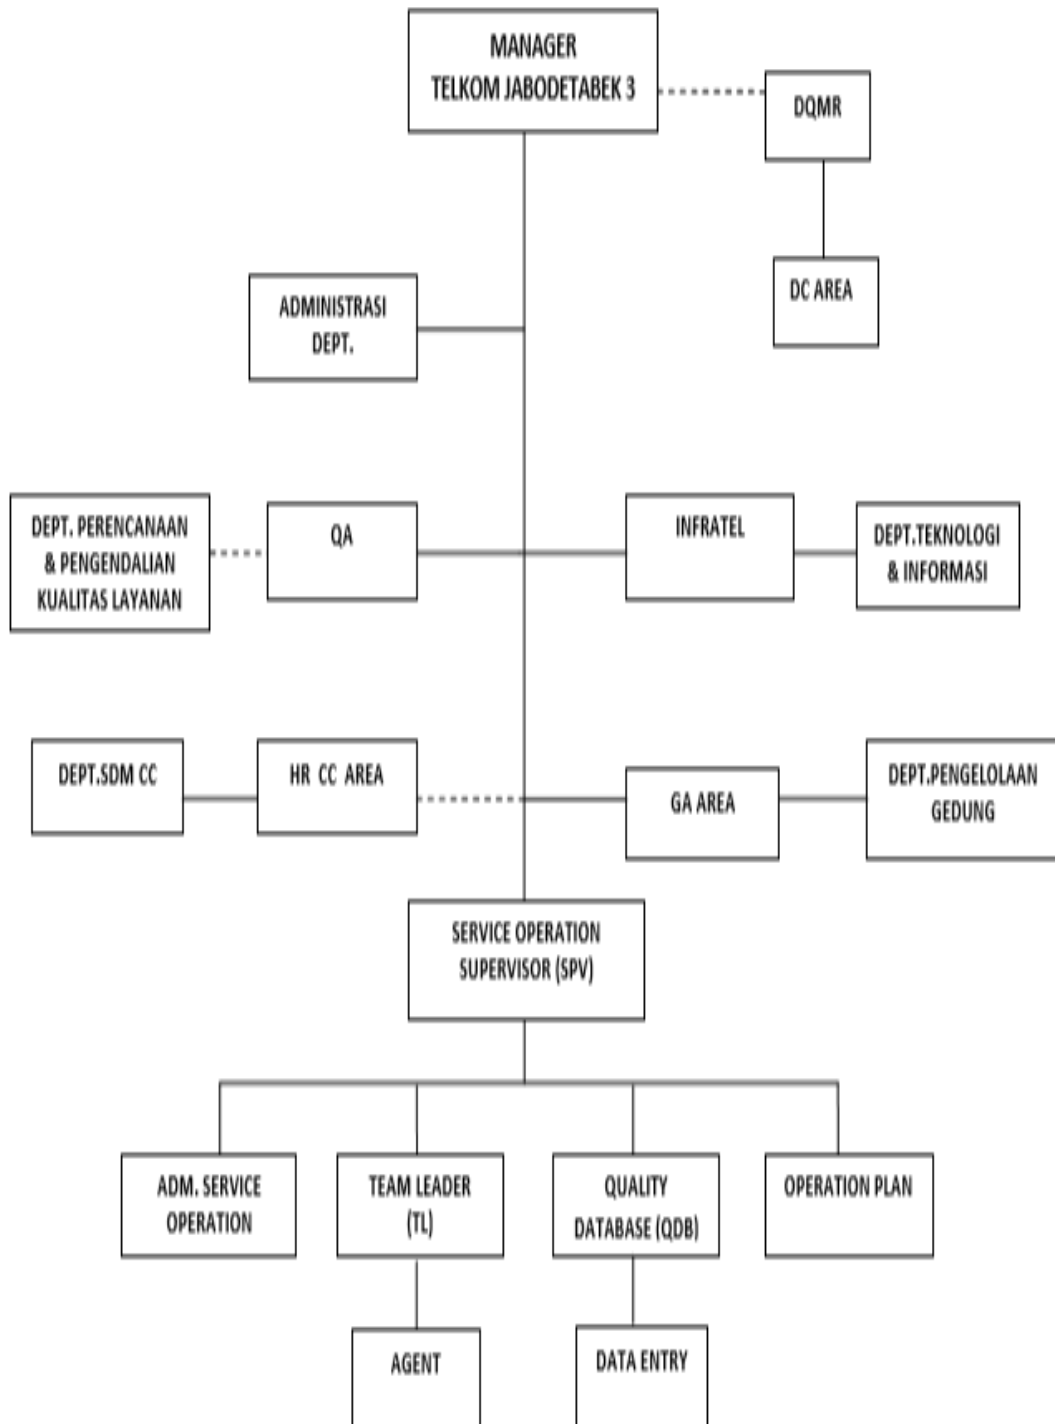 MANAGER
TELKOM JABODETABEK 3
DQMR
DC AREA
ADMINISTRASI
DEPT.
DEPT. PERENCANAAN
& PENGENDALIAN
KUALITAS LAYANAN
QA
INFRATEL
DEPT.TEKNOLOGI
& INFORMASI
DEPT.SDM CC
HR CC AREA
GA AREA
DEPT.PENGELOLAAN
GEDUNG
SERVICE OPERATION
SUPERVISOR (SPV)
ADM. SERVICE
OPERATION
TEAM LEADER
(TL)
QUALITY
DATABASE (QDB)
OPERATION PLAN
AGENT
DATA ENTRY